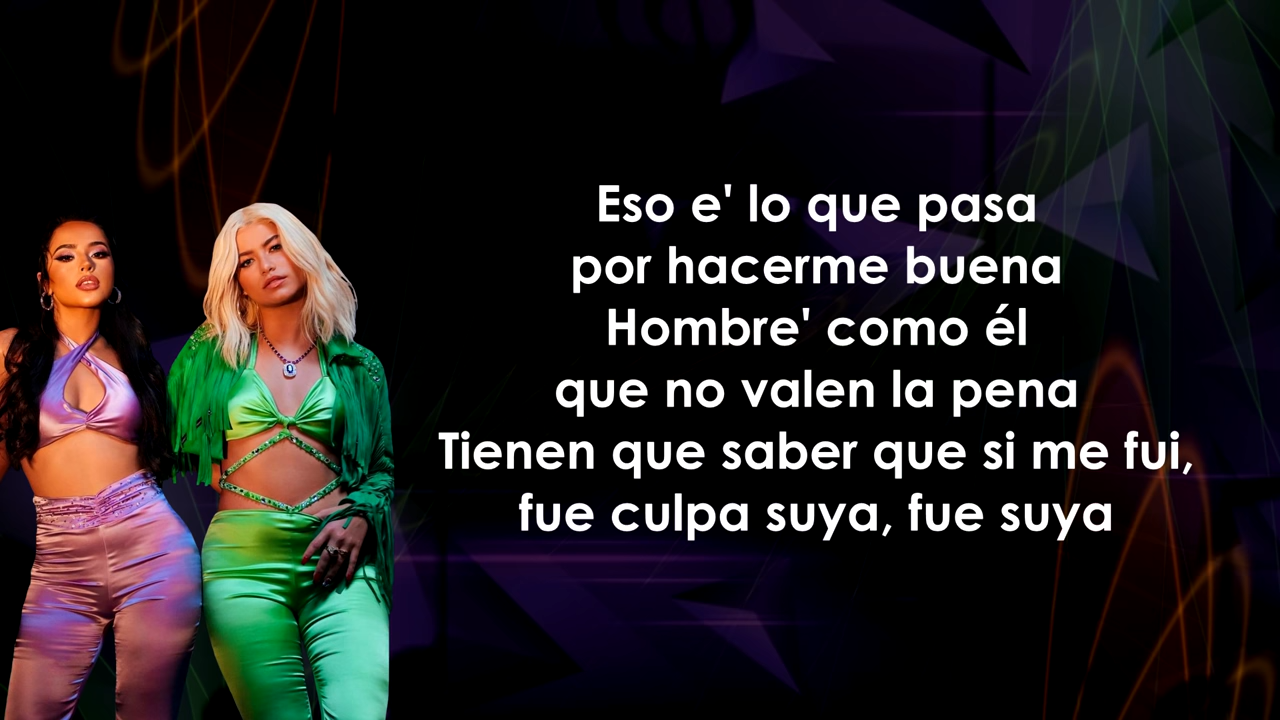 Eso e' lo que pasa
por hacerme buena
Hombre' como él
que no valen la pena
Tienen que saber que si me fui,
fue culpa suya, fue suya